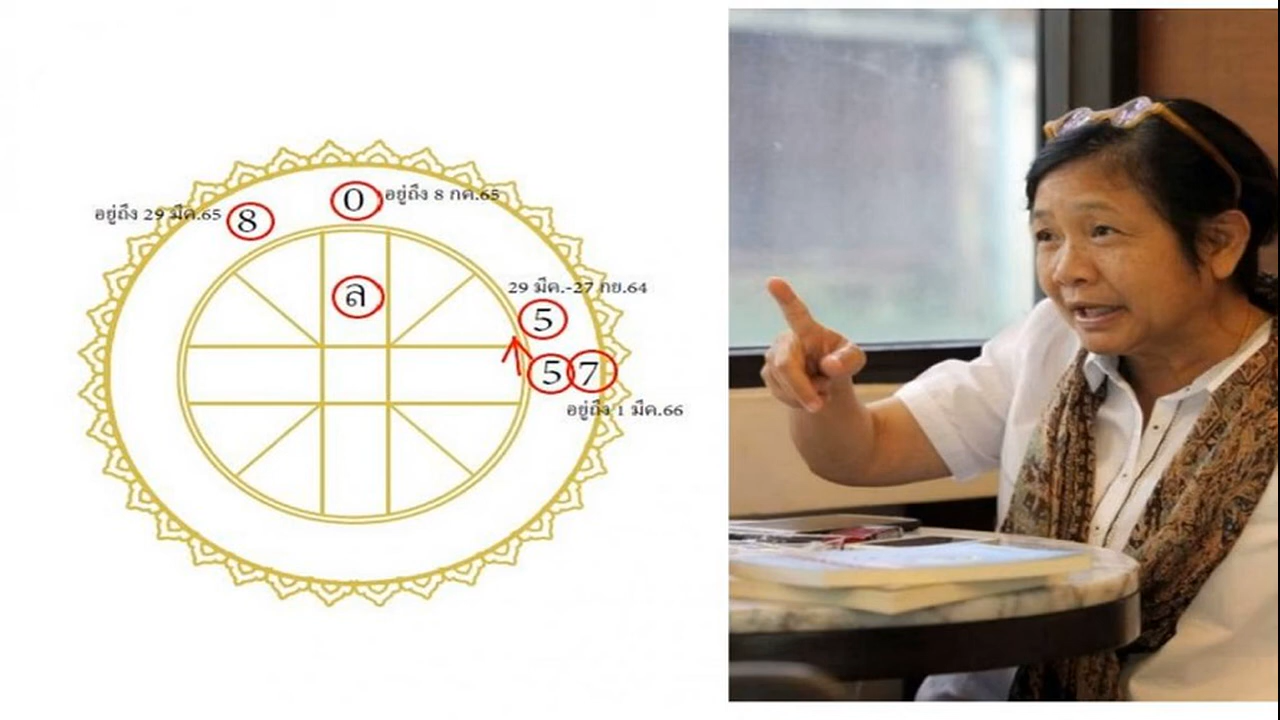 อยู่ถึง 8 กค.65
0
อยู่ถึง 29 มีค.65
8
ล
29 มีค.-27 กย.64
5
5 7
อยู่ถึง 1 มีค.66